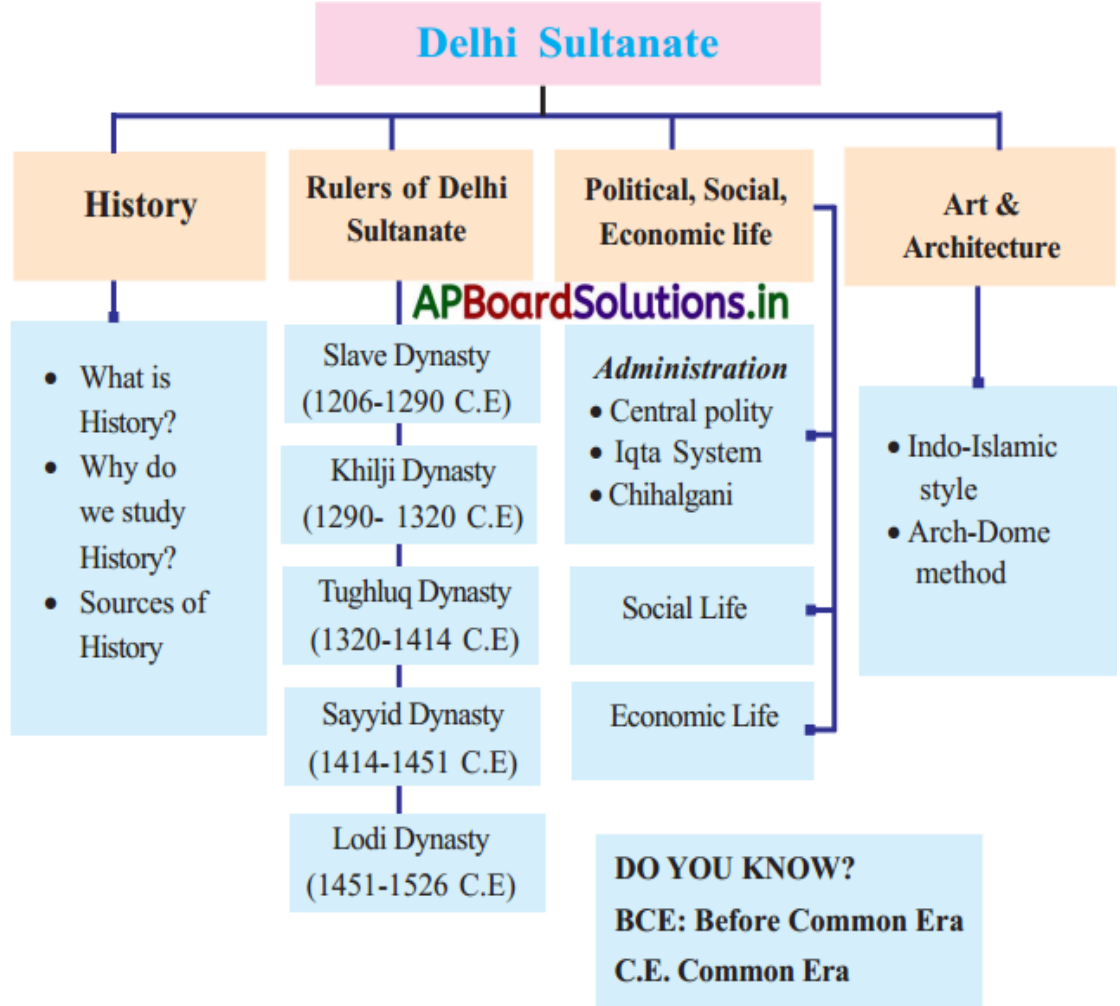 Delhi Sultanate
History
• What is
History?
• Why do
we study
History?
• Sources of
History
Rulers of Delhi
Sultanate
Slave Dynasty
(1206-1290 C.E)
Khilji Dynasty
(1290- 1320 C.E)
Tughluq Dynasty
(1320-1414 C.E)
Sayyid Dynasty
(1414-1451 C.E)
Lodi Dynasty
(1451-1526 C.E)
Political, Social,
Economic life
APBoardSolutions.in
Administration
• Central polity
• Iqta System
• Chihalgani
Social Life
Economic Life
Art &
Architecture
• Indo-Islamic
style
• Arch-Dome
method
DO YOU KNOW?
BCE: Before Common Era
C.E. Common Era